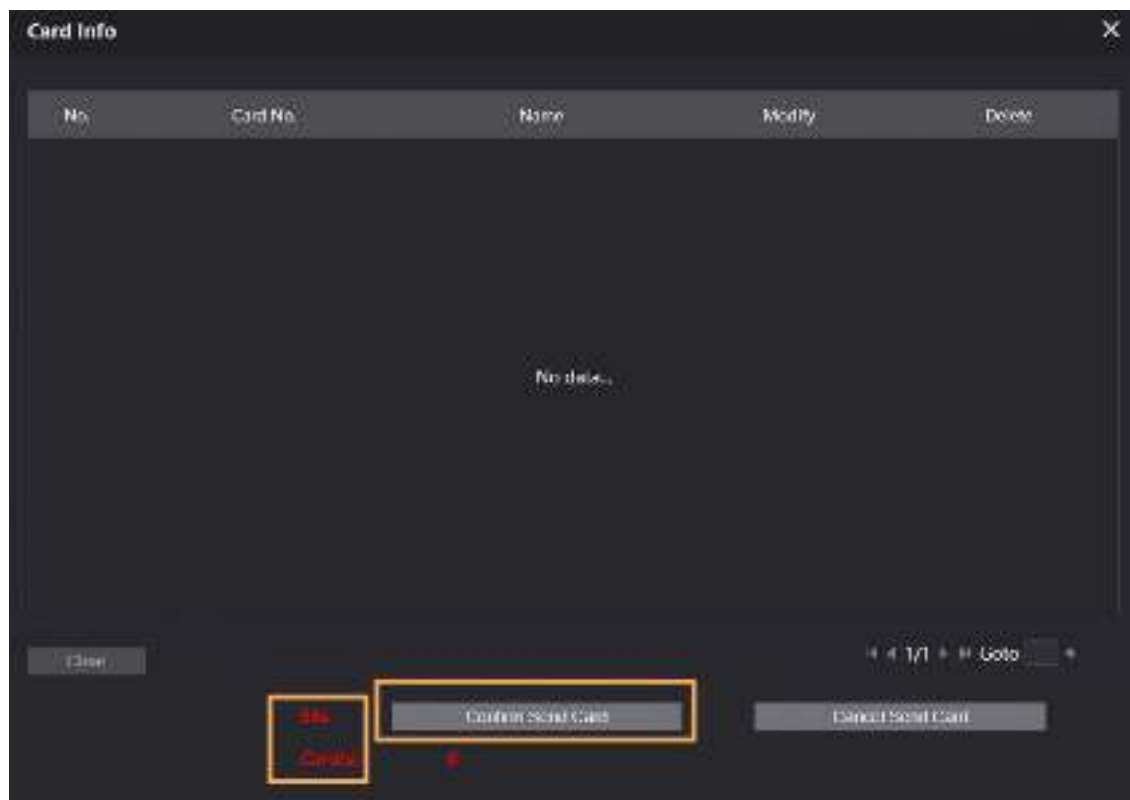 Card Info
No. Card No. Name Modify Delete
No data...
Close 1/1 Goto
Confirm Send Card Cancel Send Card